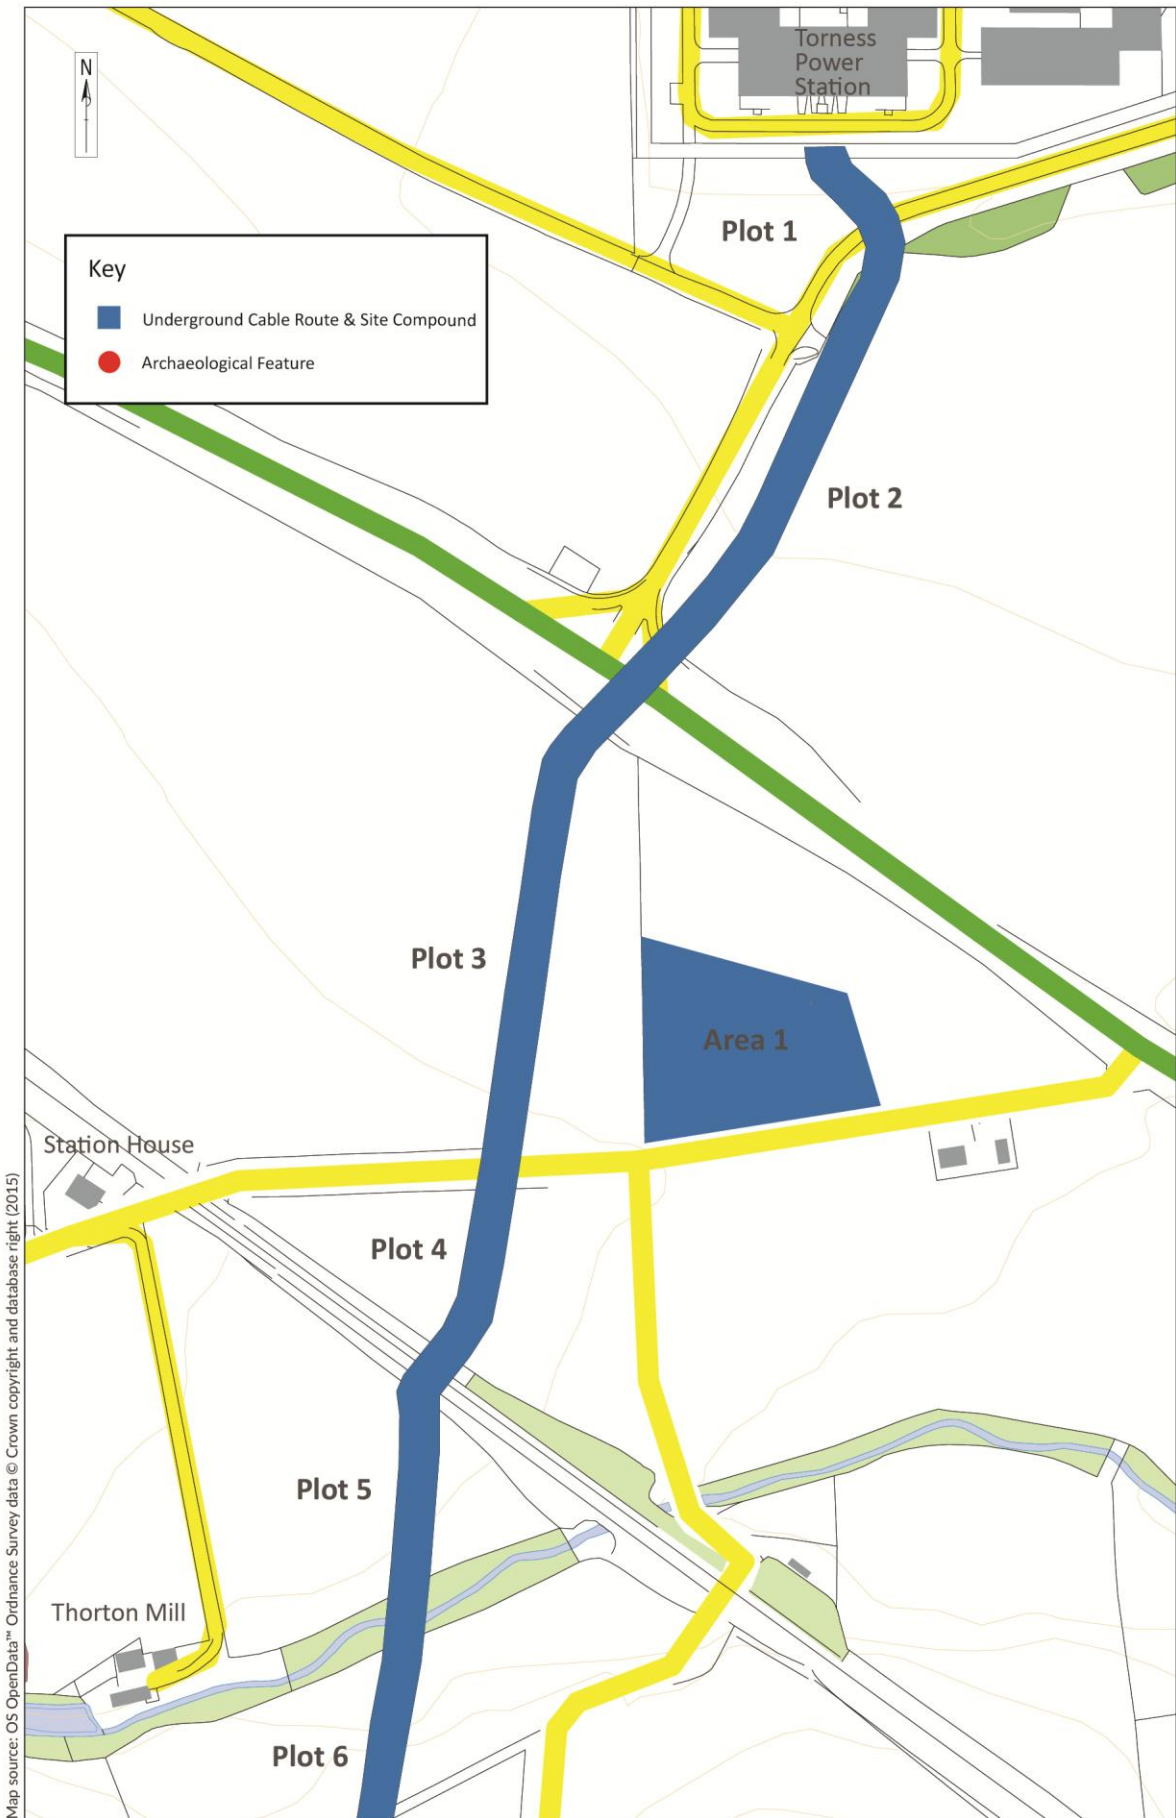 Torness
Power
Station
N
Plot 1
Key
Underground Cable Route & Site Compound
Archaeological Feature
Plot 2
Plot 3
Area 1
Station House
Plot 4
Plot 5
Thorton Mill
Plot 6
Map source: OS OpenData™ Ordnance Survey data © Crown copyright and database right (2015)